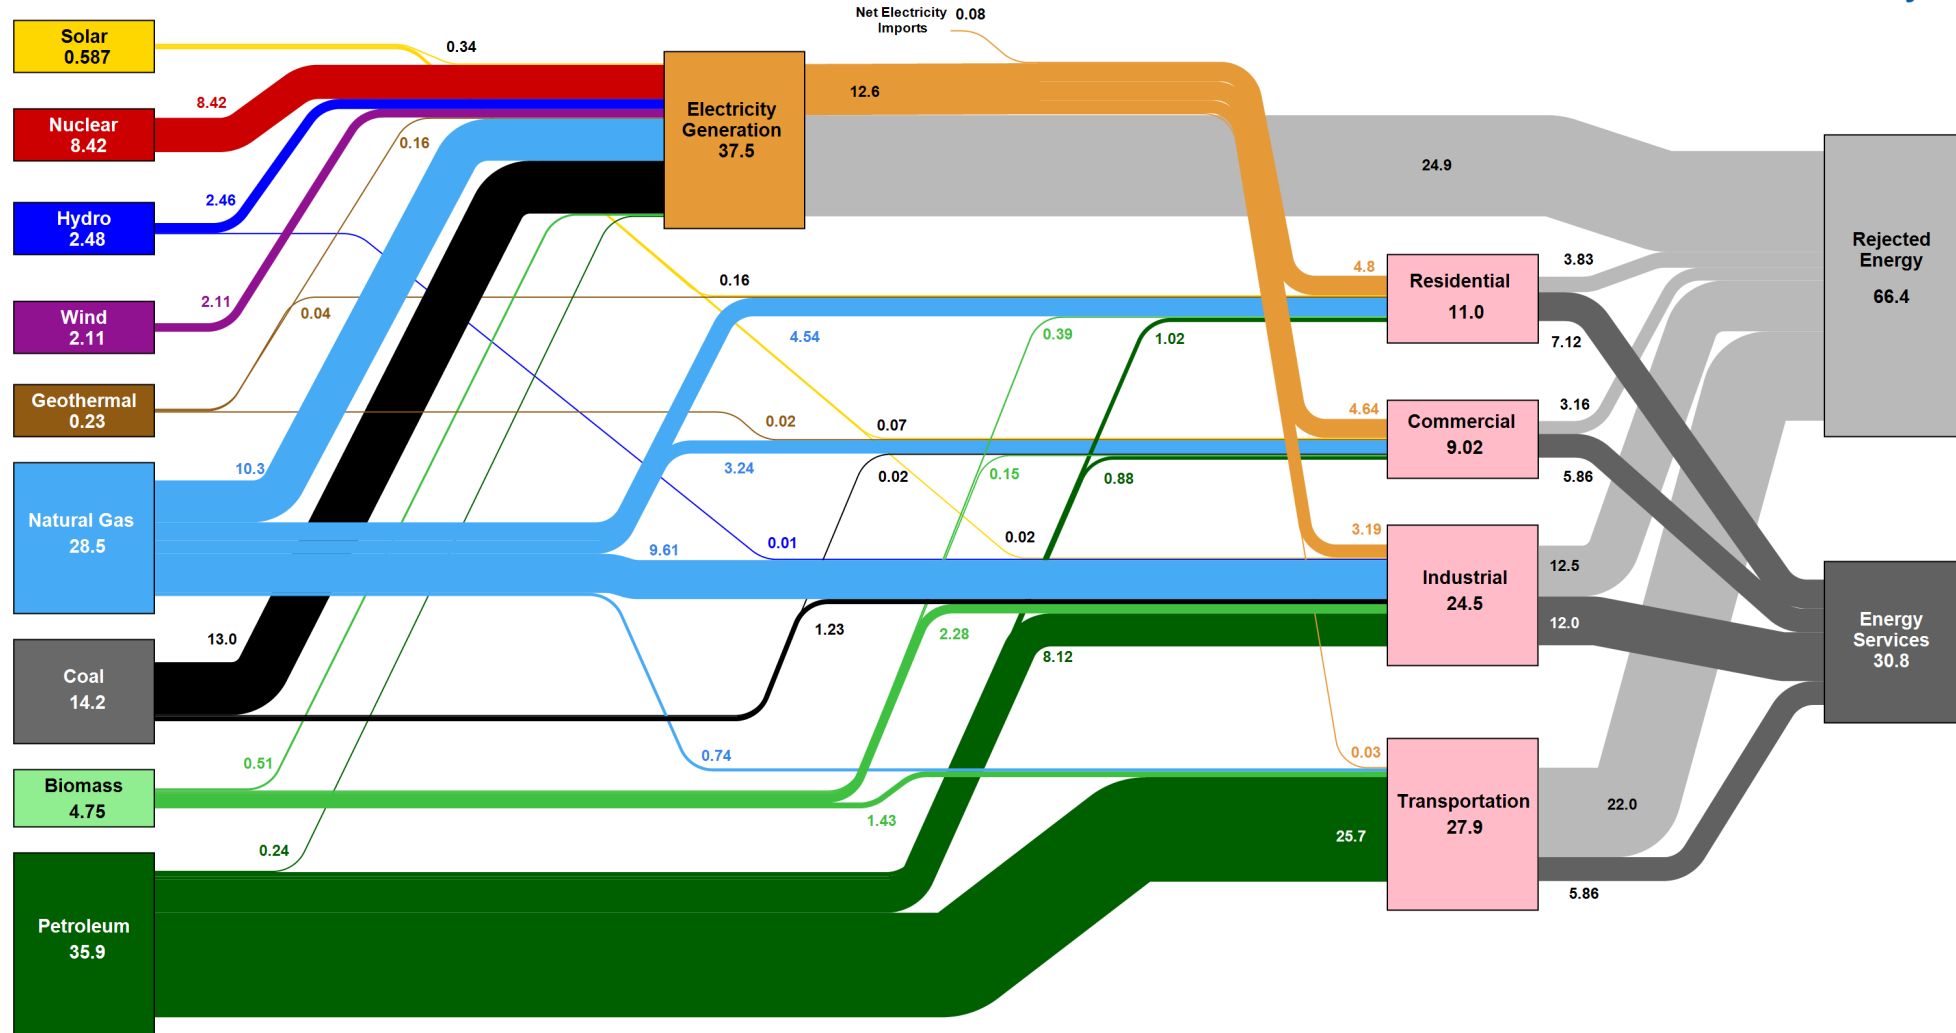 Net Electricity 0.08
Imports
Solar
0.587
0.34
Nuclear
8.42
8.42
Electricity
Generation
37.5
12.6
0.16
24.9
Hydro
2.48
2.46
Rejected
Energy
66.4
Wind
2.11
2.11
0.04
0.16
4.54
0.39
1.02
4.8
Residential
11.0
3.83
7.12
Geothermal
0.23
0.02
0.07
4.64
Commercial
9.02
3.16
5.86
Natural Gas
28.5
10.3
3.24
0.02
0.15
0.88
9.61
0.01
0.02
3.19
Industrial
24.5
12.5
12.0
Energy
Services
30.8
Coal
14.2
13.0
1.23
2.28
8.12
Biomass
4.75
0.51
0.74
1.43
0.03
Transportation
27.9
22.0
5.86
Petroleum
35.9
0.24
25.7